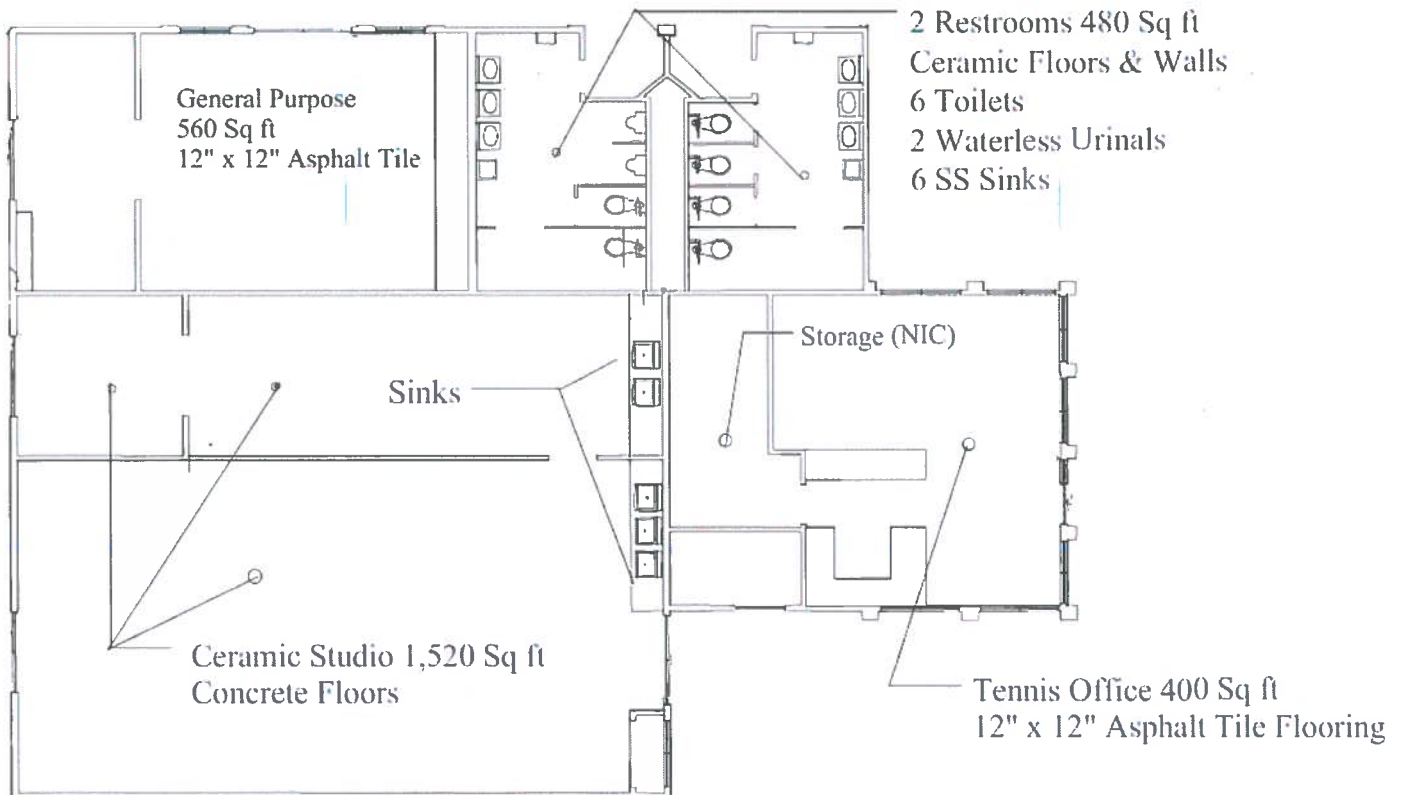 2 Restrooms 480 Sq ft
Ceramic Floors & Walls
6 Toilets
2 Waterless Urinals
6 SS Sinks
General Purpose
560 Sq ft
12" x 12" Asphalt Tile
Storage (NIC)
Sinks
Ceramic Studio 1,520 Sq ft
Concrete Floors
Tennis Office 400 Sq ft
12" x 12" Asphalt Tile Flooring